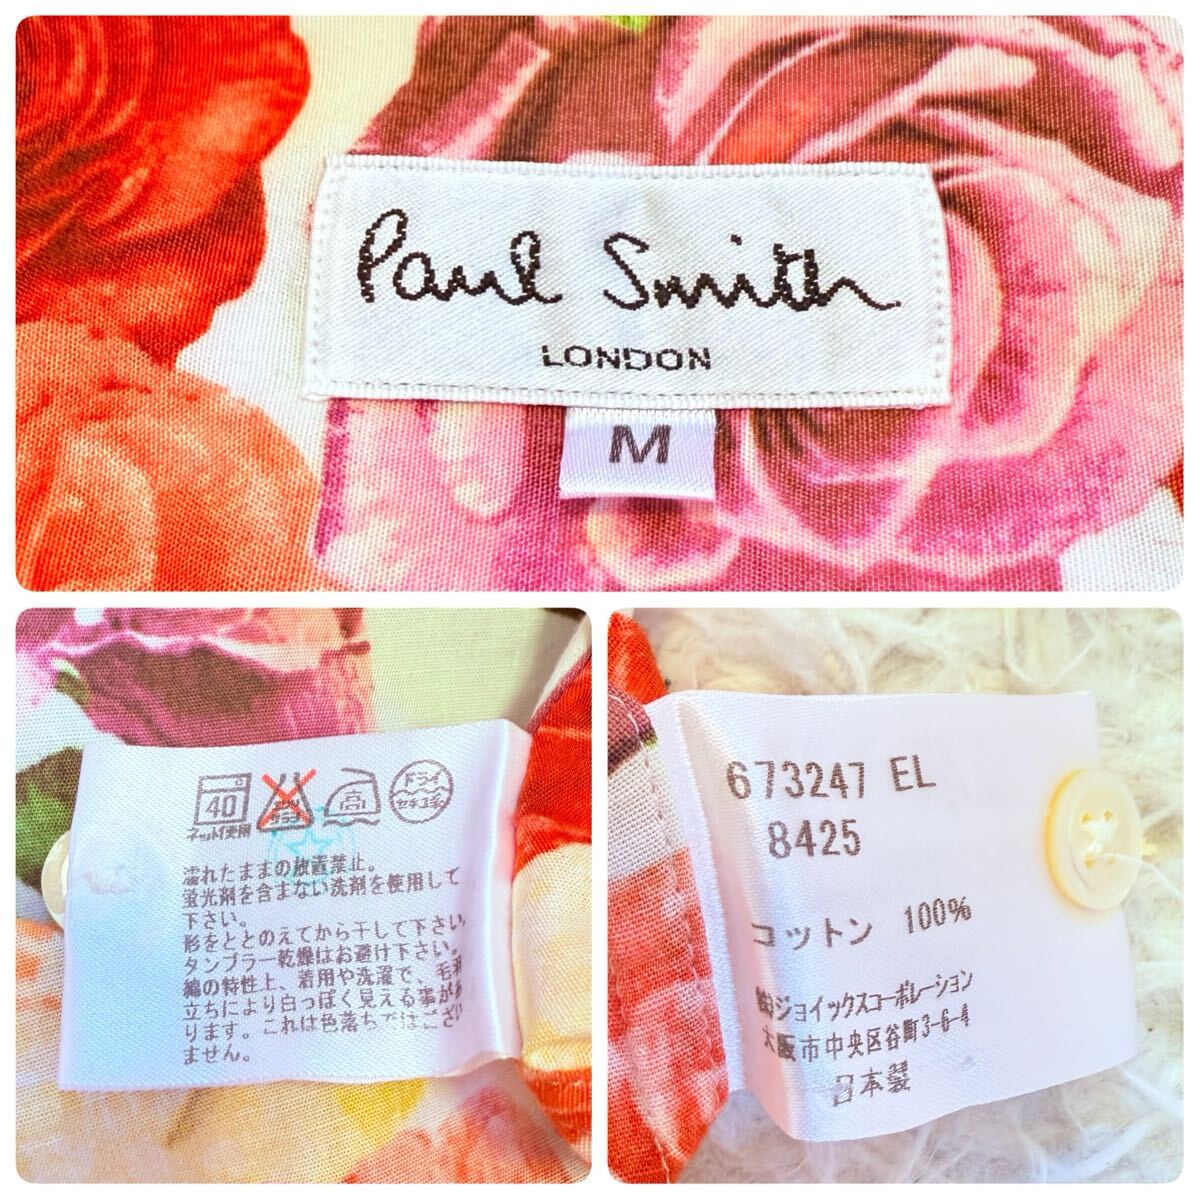 Paul Smith
LONDON
M
40
ネット使用
高
ドライ
セキユ系
濡れたままの放置禁止。
蛍光剤を含まない洗剤を使用して
下さい。
形をととのえてから干して下さい。
タンブラー乾燥はお避け下さい。
綿の特性上、着用や洗濯で、毛羽
立ちにより白っぽく見える事があ
ります。これは色落ちではござい
ません。
673247 EL
8425
コットン 100%
㈱ジョイックスコーポレーション
大阪市中央区谷町3-6-4
日本製